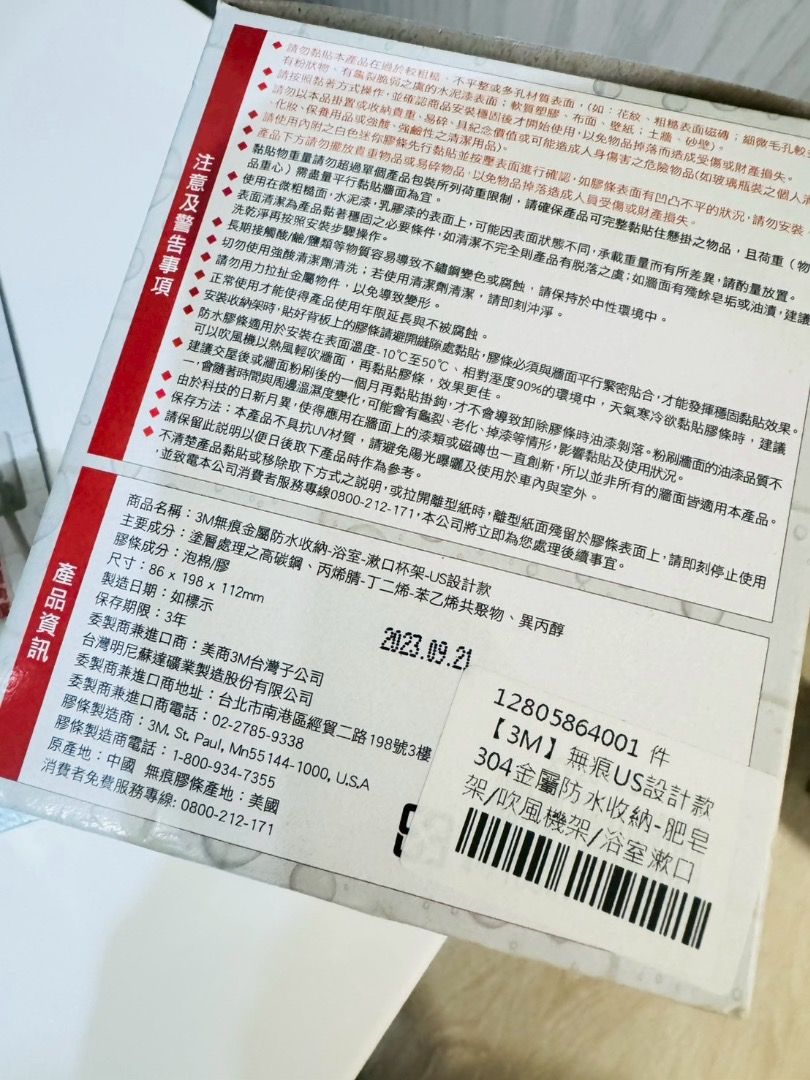 注意及警告事項
請勿黏貼本產品在過於較粗糙、不平整或多孔材質表面，(如：花紋、粗糙表面磁磚；細微毛孔較
有粉狀物、有龜裂脆弱之虞的水泥漆表面；軟質塑膠、布面、壁紙；土牆、砂壁)。
請按照黏著方式操作，並確認商品安裝穩固後才開始使用，以免物品掉落而造成受傷或財產損失。
請勿以本品掛置或收納貴重、易碎、具紀念價值或可能造成人身傷害之危險物品(如玻璃瓶裝之個人清
化妝、保養用品或強酸、強鹼性之清潔用品)。
請使用內附之白色迷你膠條先行黏貼並按壓表面進行確認，如膠條表面有凹凸不平的狀況，請勿安裝。
產品下方請勿擺放貴重物品或易碎物品，以免物品掉落造成人員受傷或財產損失。
黏貼物重量請勿超過單個產品包裝所列荷重限制，請確保產品可完整黏貼住懸掛之物品，且荷重（物
品重心）需盡量平行黏貼牆面為宜。
使用在微粗糙面，水泥漆，乳膠漆的表面上，可能因表面狀態不同，承載重量而有所差異，請酌量放置。
表面清潔為產品黏著穩固之必要條件，如清潔不完全則產品有脱落之虞；如牆面有殘餘皂垢或油漬，建議
洗乾淨再按照安裝步驟操作。
長期接觸酸/鹼/鹽類等物質容易導致不鏽鋼變色或腐蝕，請保持於中性環境中。
切勿使用強酸清潔劑清洗；若使用清潔劑清潔，請即刻沖淨。
請勿用力拉扯金屬物件，以免導致變形。
正常使用才能使得產品使用年限延長與不被腐蝕。
安裝收納架時，貼好背板上的膠條請避開縫隙處黏貼，膠條必須與牆面平行緊密貼合，才能發揮穩固黏貼效果。
防水膠條適用於安裝在表面溫度-10℃至50℃、相對溼度90%的環境中，天氣寒冷欲黏貼膠條時，建議
可以吹風機以熱風輕吹牆面，再黏貼膠條，效果更佳。
建議交屋後或牆面粉刷後的一個月再黏貼掛鉤，才不會導致卸除膠條時油漆剝落。粉刷牆面的油漆品質不
一，會隨著時間與周邊溫濕度變化，可能會有龜裂、老化、掉漆等情形，影響黏貼及使用狀況。
由於科技的日新月異，使得應用在牆面上的漆類或磁磚也一直創新，所以並非所有的牆面皆適用本產品。
保存方法：本產品不具抗UV材質，請避免陽光曝曬及使用於車內與室外。
請保留此說明以使日後取下產品時作為參考。
不清楚產品黏貼或移除取下方式之說明，或拉開離型紙時，離型紙面殘留於膠條表面上，請即刻停止使用
，並致電本公司消費者服務專線0800-212-171，本公司將立即為您處理後續事宜。
產品資訊
商品名稱：3M無痕金屬防水收納-浴室-漱口杯架-US設計款
主要成分：塗層處理之高碳鋼、丙烯腈-丁二烯-苯乙烯共聚物、異丙醇
膠條成分：泡棉/膠
尺寸：86 x 198 x 112mm
製造日期：如標示
保存期限：3年
2023.09.21
委製商兼進口商：美商3M台灣子公司
台灣明尼蘇達礦業製造股份有限公司
委製商兼進口商地址：台北市南港區經貿二路198號3樓
委製商兼進口商電話：02-2785-9338
膠條製造商：3M, St. Paul, Mn55144-1000, U.S.A
膠條製造商電話：1-800-934-7355
原產地：中國 無痕膠條產地：美國
消費者免費服務專線: 0800-212-171
12805864001 件
【3M】無痕US設計款
304金屬防水收納-肥皂
架/吹風機架/浴室漱口